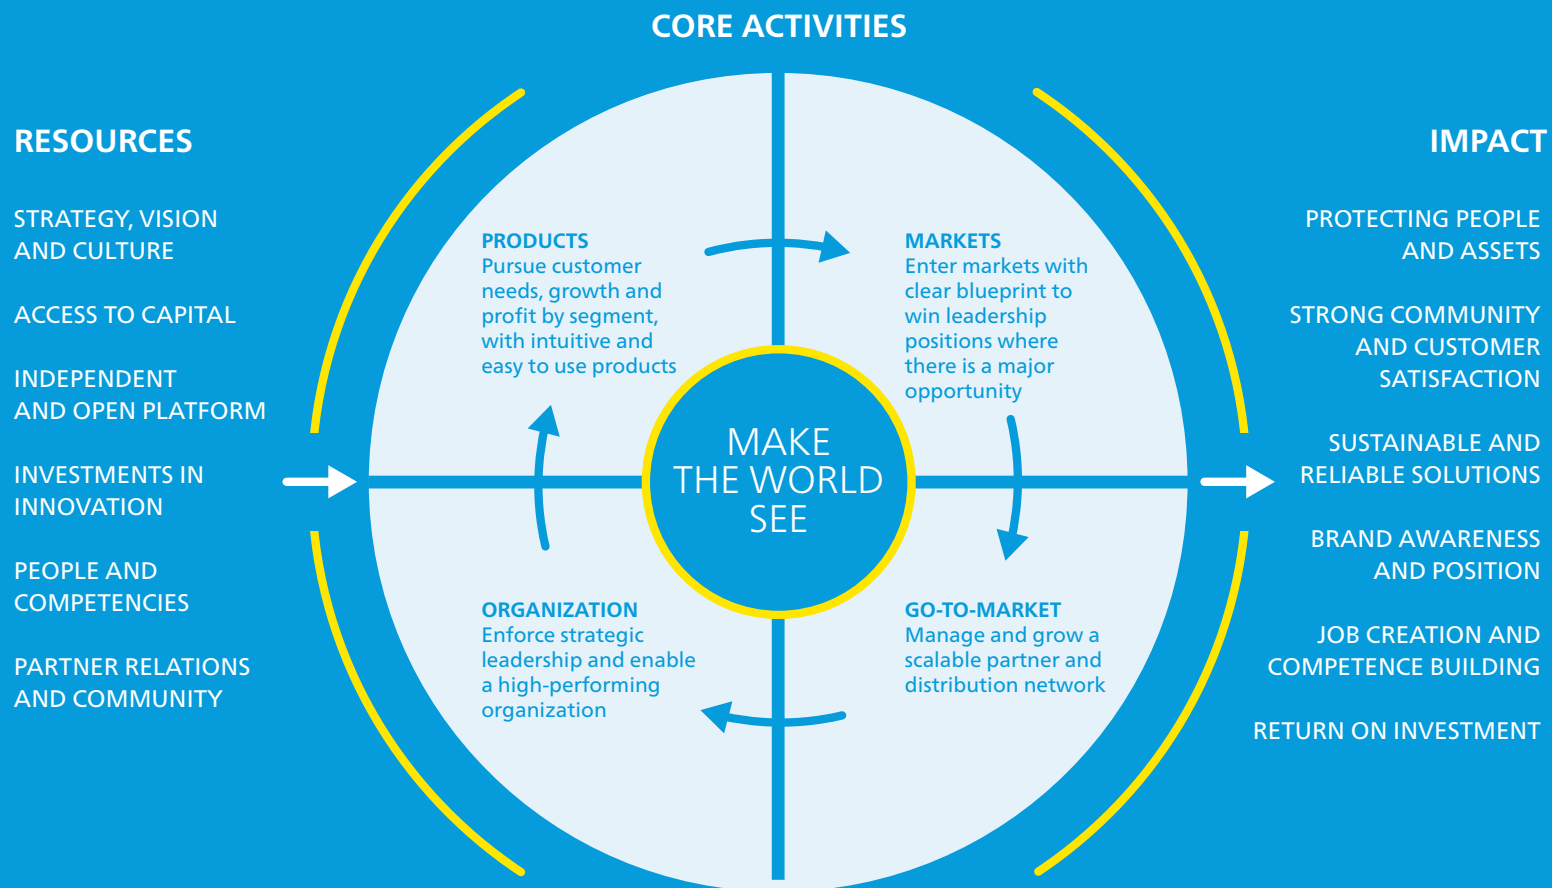 CORE ACTIVITIES
RESOURCES
STRATEGY, VISION
AND CULTURE
ACCESS TO CAPITAL
INDEPENDENT
AND OPEN PLATFORM
INVESTMENTS IN
INNOVATION
PEOPLE AND
COMPETENCIES
PARTNER RELATIONS
AND COMMUNITY
PRODUCTS
Pursue customer
needs, growth and
profit by segment,
with intuitive and
easy to use products
MARKETS
Enter markets with
clear blueprint to
win leadership
positions where
there is a major
opportunity
MAKE
THE WORLD
SEE
ORGANIZATION
Enforce strategic
leadership and enable
a high-performing
organization
GO-TO-MARKET
Manage and grow a
scalable partner and
distribution network
IMPACT
PROTECTING PEOPLE
AND ASSETS
STRONG COMMUNITY
AND CUSTOMER
SATISFACTION
SUSTAINABLE AND
RELIABLE SOLUTIONS
BRAND AWARENESS
AND POSITION
JOB CREATION AND
COMPETENCE BUILDING
RETURN ON INVESTMENT